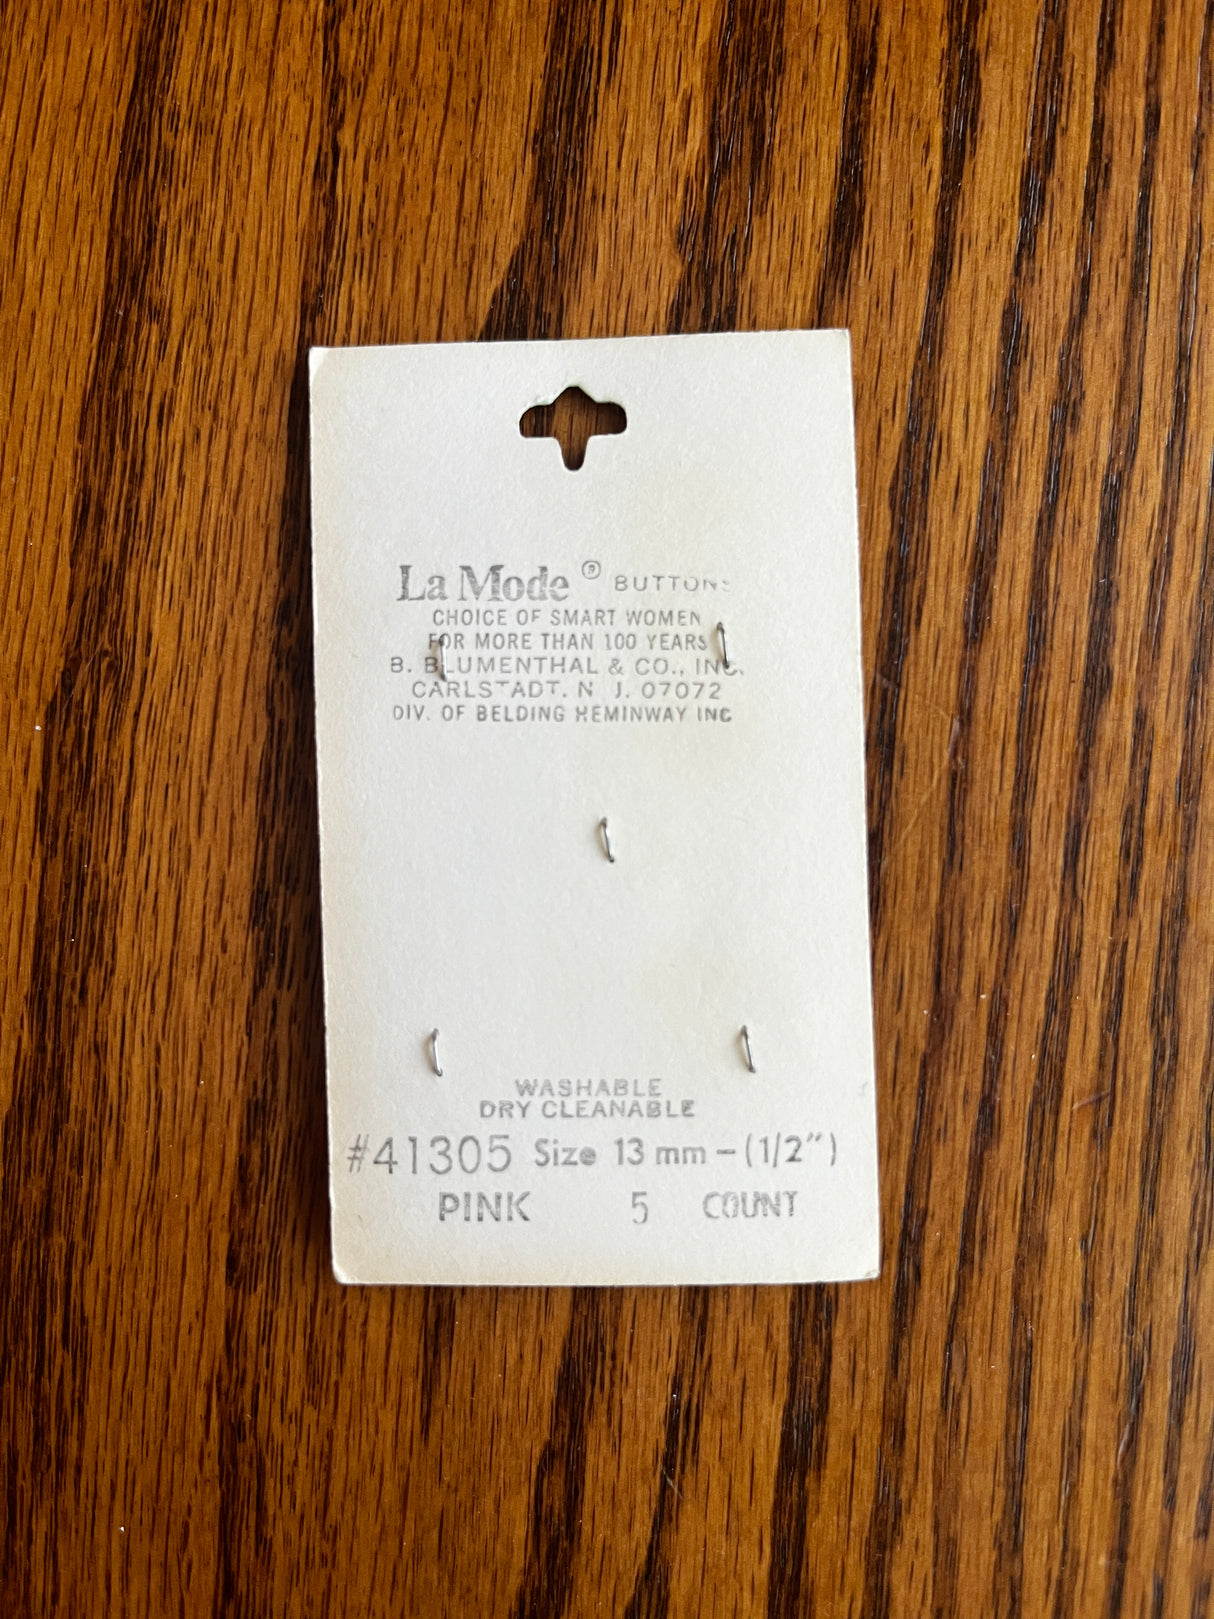 La Mode ® BUTTONS
CHOICE OF SMART WOMEN
FOR MORE THAN 100 YEARS
B. BLUMENTHAL & CO., INC.
CARLSTADT. N. J. 07072
DIV. OF BELDING HEMINWAY INC
WASHABLE
DRY CLEANABLE
#41305 Size 13 mm – (1/2")
PINK 5 COUNT